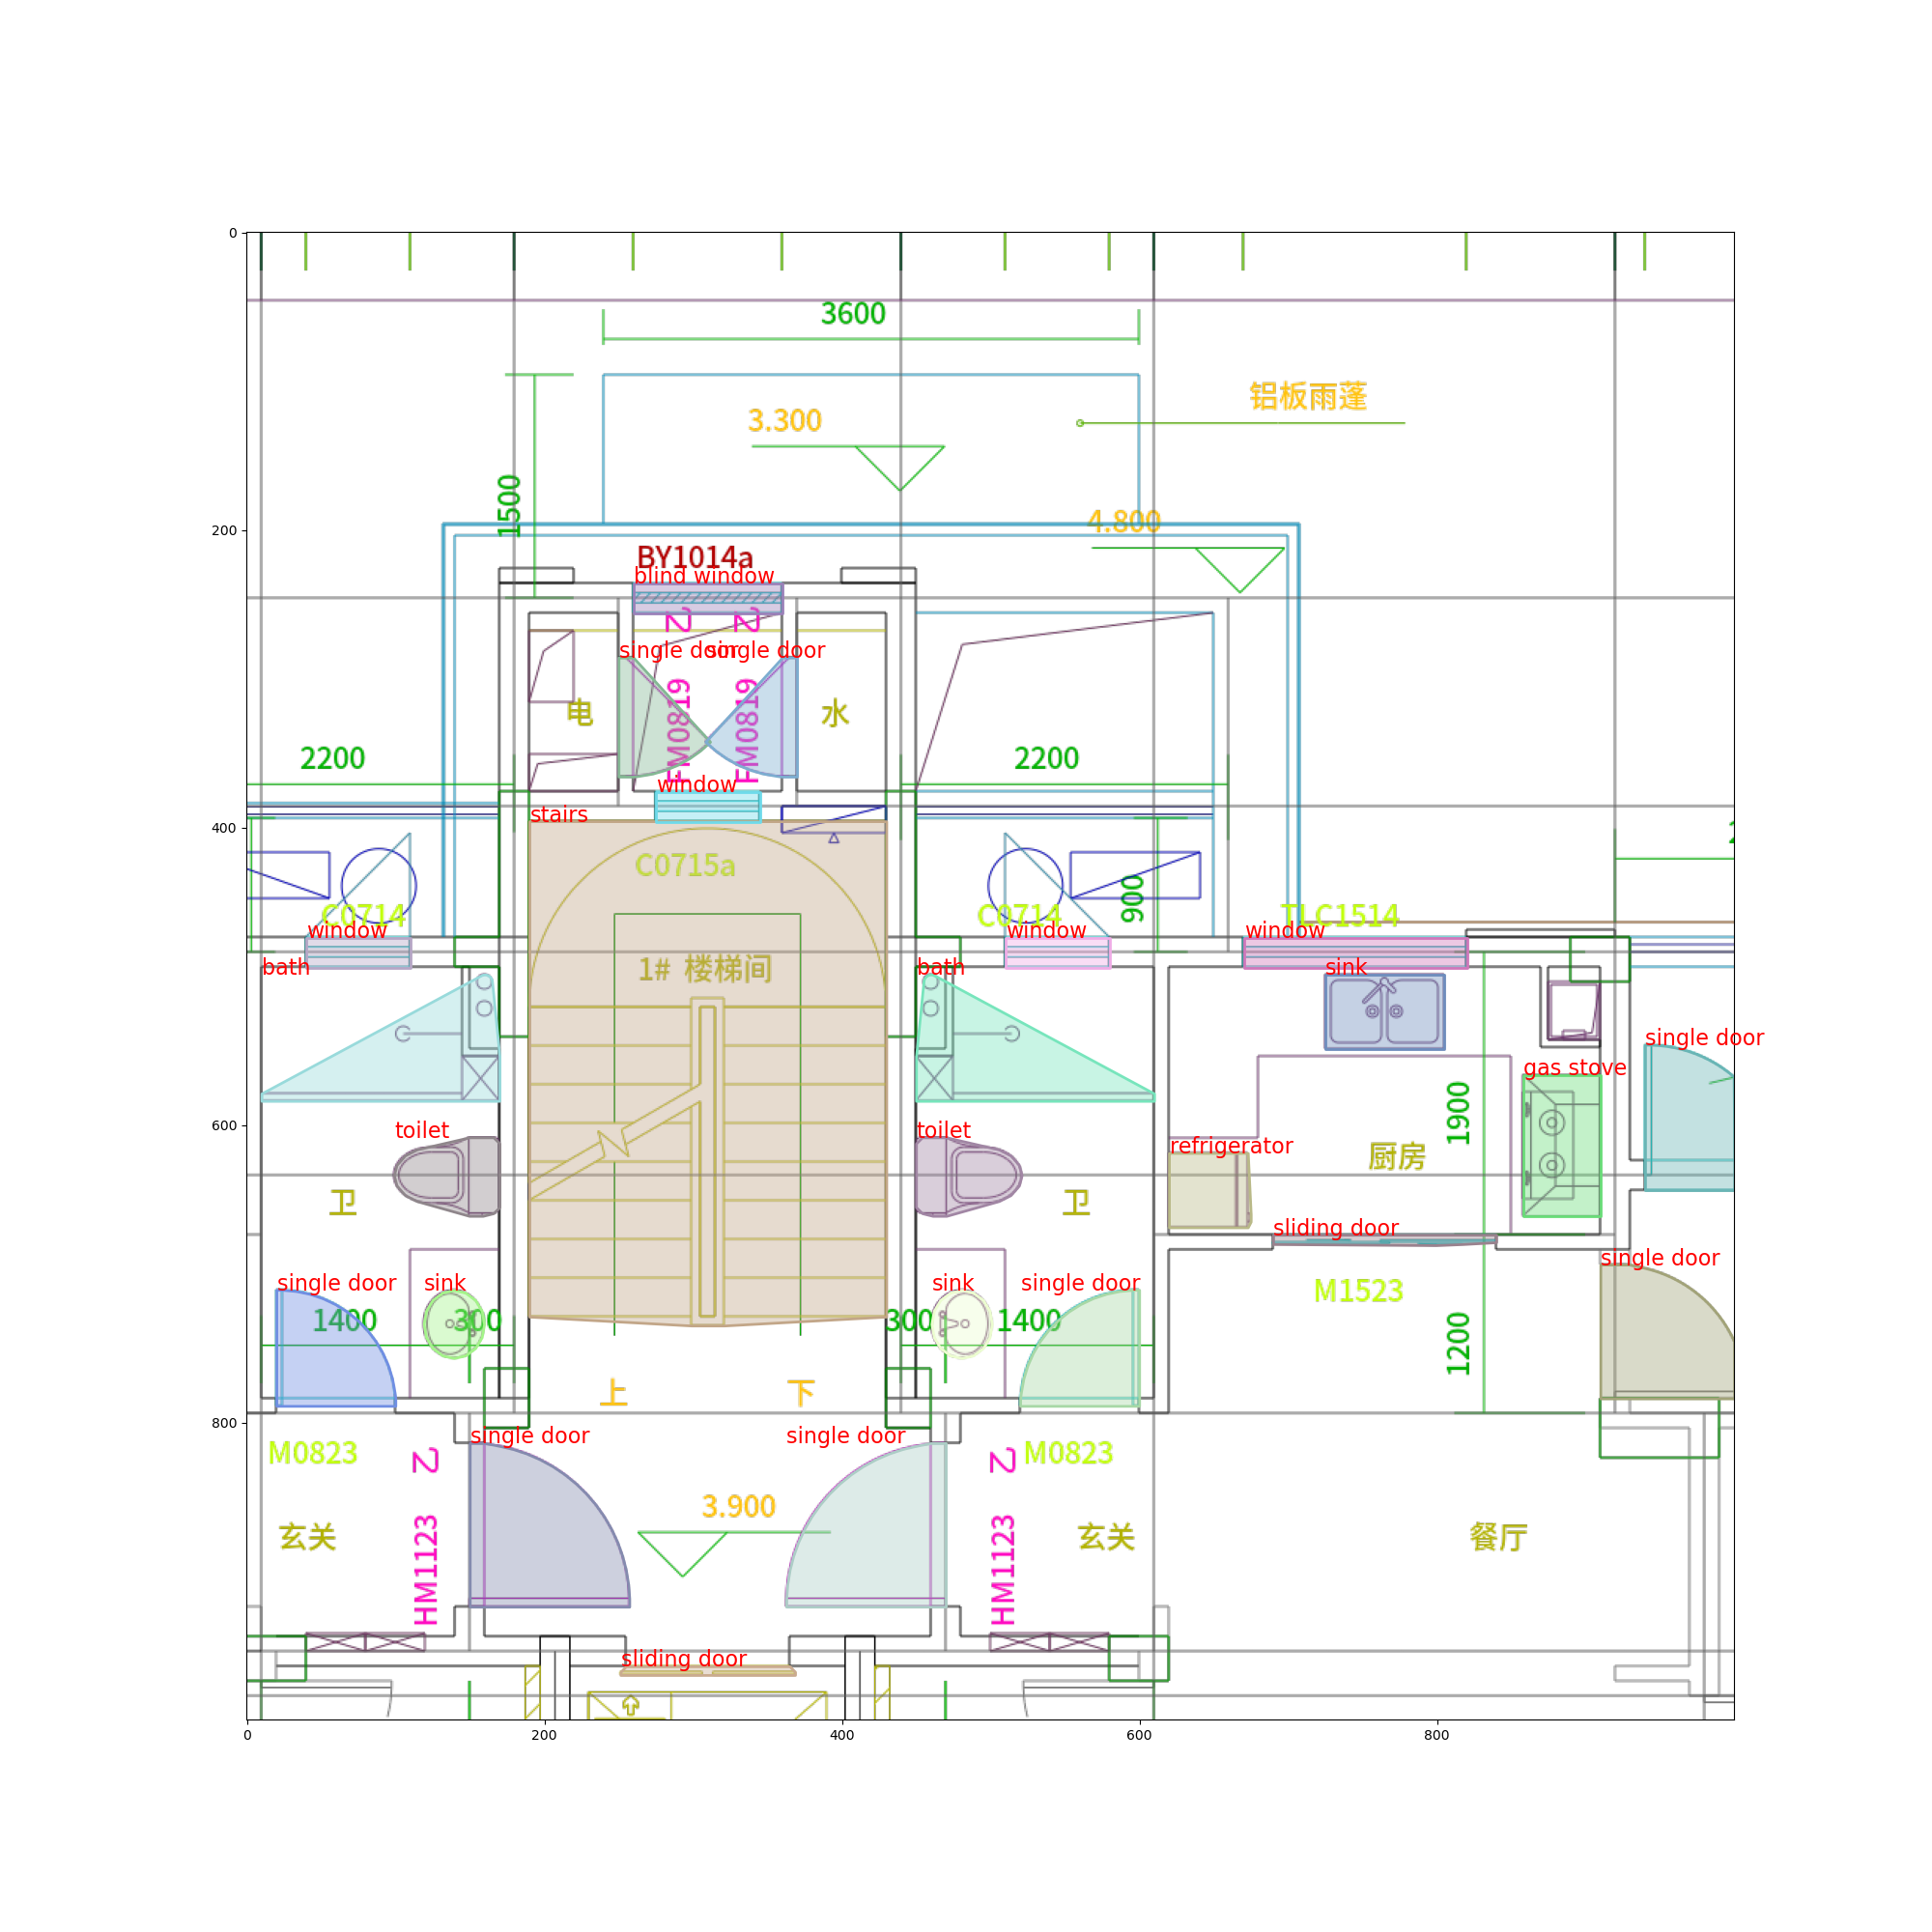 0
3600
铝板雨蓬
3.300
1500
4.800
200
BY1014a
blind window
2
2
single door
single door
电
水
FM0819
FM0819
2200
2200
window
stairs
400
C0715a
C0714
window
C0714
window
900
TLC1514
window
bath
1# 楼梯间
bath
sink
single door
gas stove
1900
600
toilet
toilet
refrigerator
厨房
卫
卫
sliding door
single door
single door
sink
sink
single door
M1523
1400
300
300
1400
1200
上
下
800
single door
single door
M0823
2
2
M0823
3.900
玄关
HM1123
HM1123
玄关
餐厅
sliding door
0
200
400
600
800